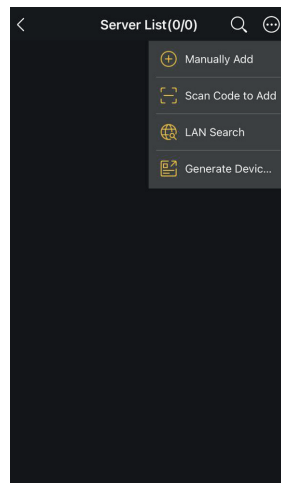 Server List(0/0)
Manually Add
Scan Code to Add
LAN Search
Generate Devic...